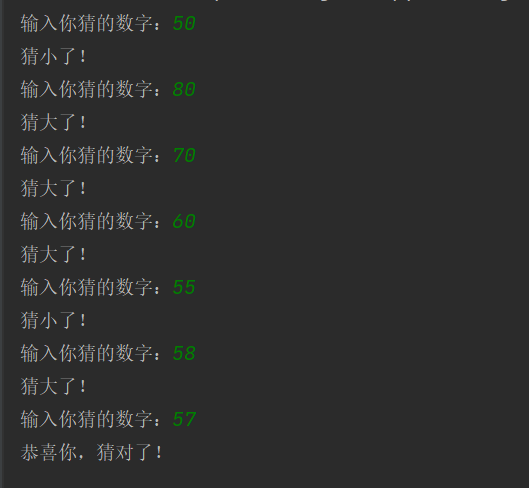 输入你猜的数字：50
猜小了！
输入你猜的数字：80
猜大了！
输入你猜的数字：70
猜大了！
输入你猜的数字：60
猜大了！
输入你猜的数字：55
猜小了！
输入你猜的数字：58
猜大了！
输入你猜的数字：57
恭喜你，猜对了！